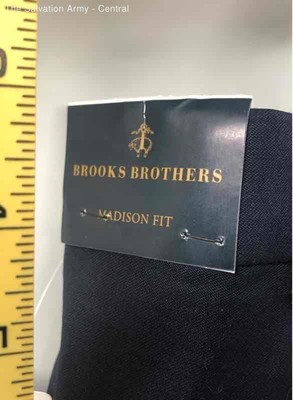 The Salvation Army - Central
BROOKS BROTHERS
MADISON FIT